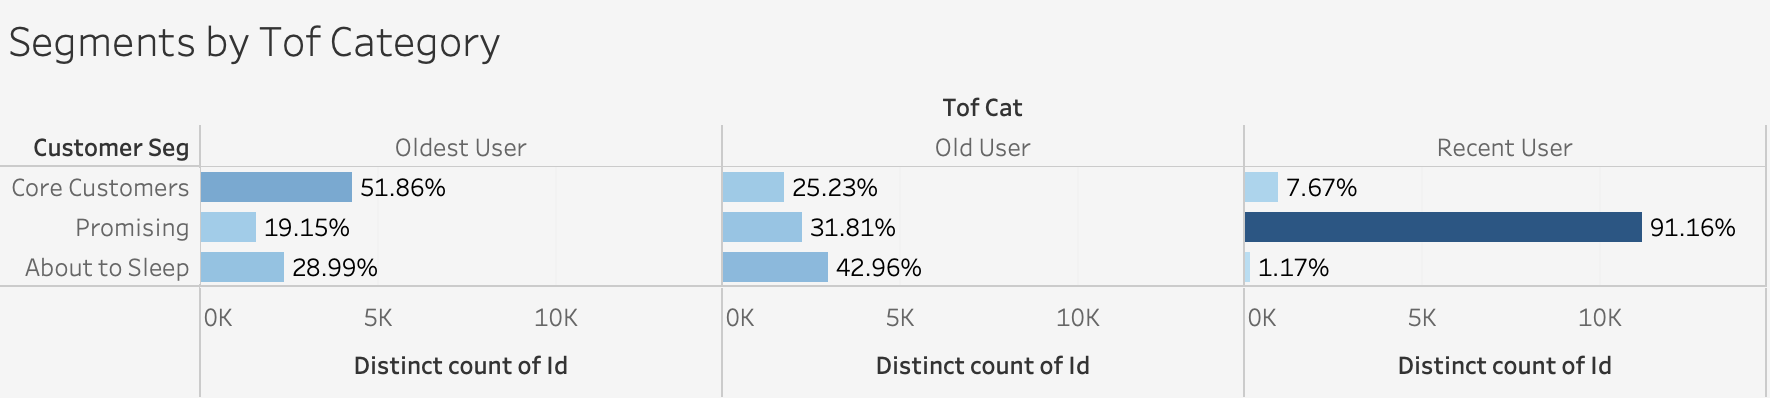 Segments by Tof Category
Tof Cat
Customer Seg Oldest User Old User Recent User
Core Customers 51.86% 25.23% 7.67%
Promising 19.15% 31.81% 91.16%
About to Sleep 28.99% 42.96% 1.17%
0K 5K 10K 0K 5K 10K 0K 5K 10K
Distinct count of Id Distinct count of Id Distinct count of Id